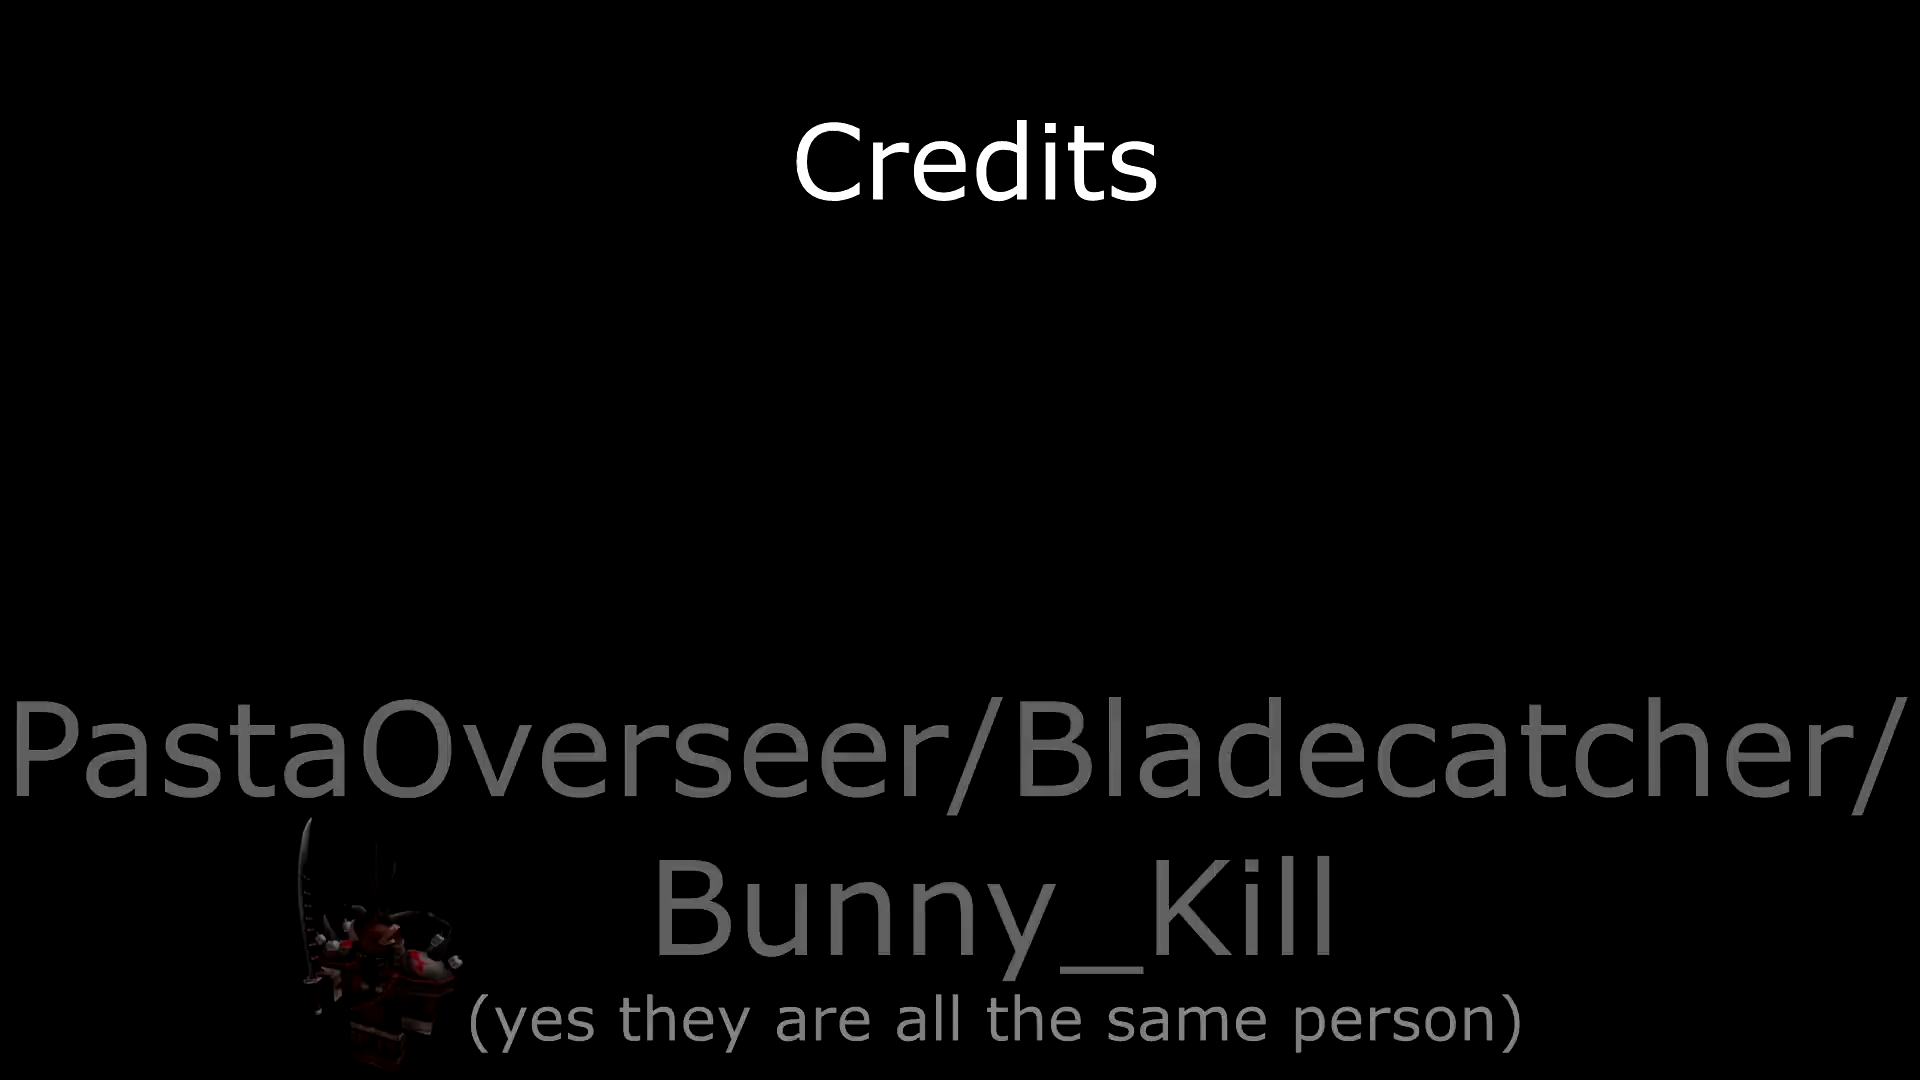 Credits
PastaOverseer/Bladecatcher/
Bunny_Kill
(yes they are all the same person)